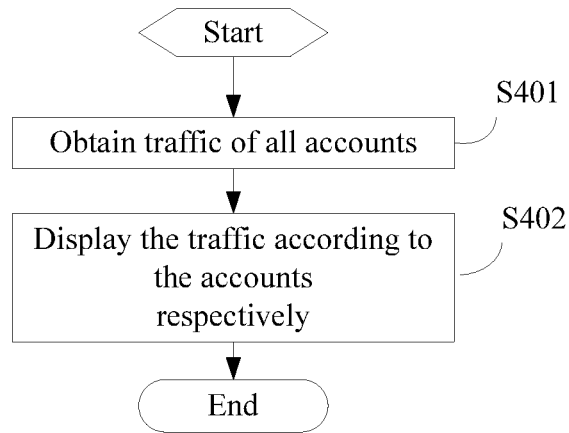 Start
S401
Obtain traffic of all accounts
S402
Display the traffic according to
the accounts
respectively
End